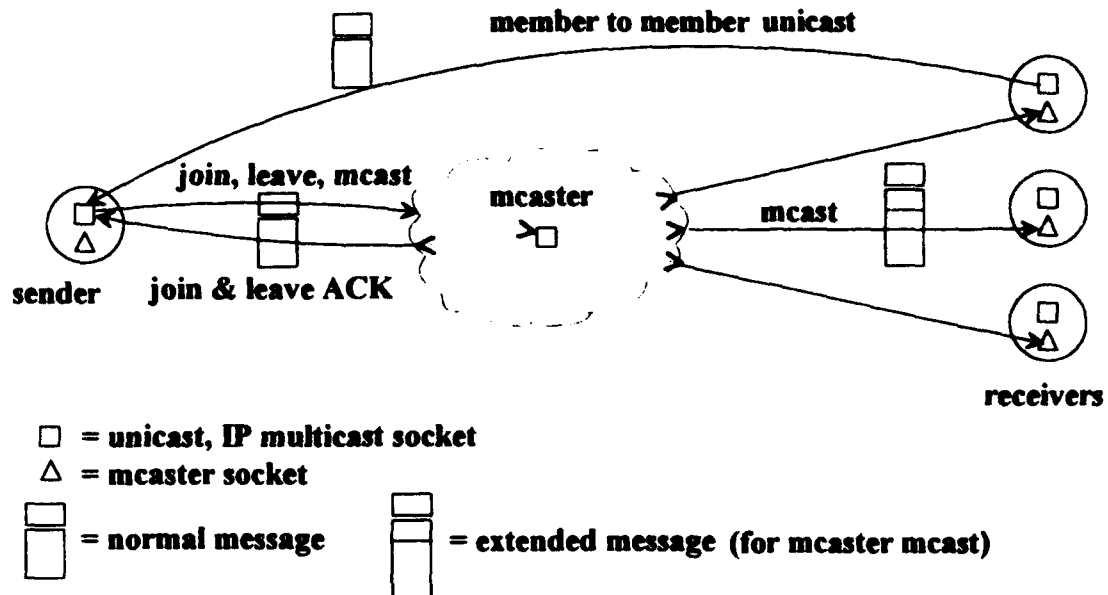 member to member unicast
join, leave, mcast
mcaster
mcast
sender
join & leave ACK
receivers
= unicast, IP multicast socket
= mcaster socket
= normal message
= extended message (for mcaster mcast)